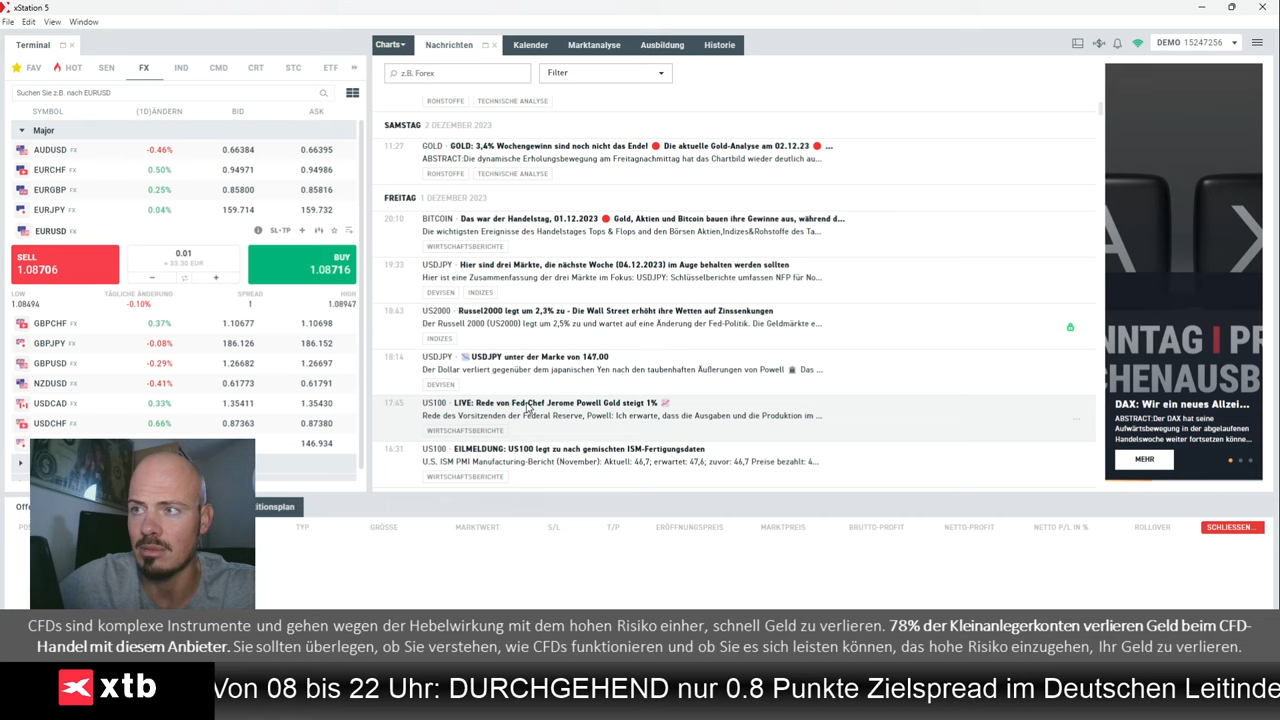 xStation 5
File Edit View Window
Terminal
FAV HOT SEN FX IND CMD CRT STC ETF »
Suchen Sie z.B. nach EURUSD
SYMBOL (1D)ÄNDERN BID ASK
Major
AUDUSD FX -0.46% 0.66384 0.66395
EURCHF FX 0.50% 0.94971 0.94986
EURGBP FX 0.25% 0.85800 0.85816
EURJPY FX 0.04% 159.714 159.732
EURUSD FX SL•TP
SELL 1.08706
0.01
≈ 33.30 EUR
BUY 1.08716
LOW TÄGLICHE ÄNDERUNG SPREAD HIGH
1.08494 -0.10% 1 1.08947
GBPCHF FX 0.37% 1.10677 1.10698
GBPJPY FX -0.08% 186.126 186.152
GBPUSD FX -0.29% 1.26682 1.26697
NZDUSD FX -0.41% 0.61773 0.61791
USDCAD FX 0.33% 1.35411 1.35430
USDCHF FX 0.66% 0.87363 0.87380
146.934
Charts Nachrichten Kalender Marktanalyse Ausbildung Historie
DEMO 15247256
z.B. Forex Filter
ROHSTOFFE TECHNISCHE ANALYSE
SAMSTAG 2 DEZEMBER 2023
11:27 GOLD · GOLD: 3,4% Wochengewinn sind noch nicht das Ende! 🔴 Die aktuelle Gold-Analyse am 02.12.23 🔴 ...
ABSTRACT:Die dynamische Erholungsbewegung am Freitagnachmittag hat das Chartbild wieder deutlich au...
ROHSTOFFE TECHNISCHE ANALYSE
FREITAG 1 DEZEMBER 2023
20:10 BITCOIN · Das war der Handelstag, 01.12.2023 🔴 Gold, Aktien und Bitcoin bauen ihre Gewinne aus, während d...
Die wichtigsten Ereignisse des Handelstages Tops & Flops and den Börsen Aktien,Indizes&Rohstoffe des Ta...
WIRTSCHAFTSBERICHTE
19:33 USDJPY · Hier sind drei Märkte, die nächste Woche (04.12.2023) im Auge behalten werden sollten
Hier ist eine Zusammenfassung der drei Märkte im Fokus: USDJPY: Schlüsselberichte umfassen NFP für No...
DEVISEN INDIZES
18:43 US2000 · Russel2000 legt um 2,3% zu - Die Wall Street erhöht ihre Wetten auf Zinssenkungen
Der Russell 2000 (US2000) legt um 2,5% zu und wartet auf eine Änderung der Fed-Politik. Die Geldmärkte e...
INDIZES
18:14 USDJPY · USDJPY unter der Marke von 147.00
Der Dollar verliert gegenüber dem japanischen Yen nach den taubenhaften Äußerungen von Powell Das ...
DEVISEN
17:45 US100 · LIVE: Rede von Fed-Chef Jerome Powell Gold steigt 1% 📈
Rede des Vorsitzenden der Federal Reserve, Powell: Ich erwarte, dass die Ausgaben und die Produktion im ...
WIRTSCHAFTSBERICHTE
16:31 US100 · EILMELDUNG: US100 legt zu nach gemischten ISM-Fertigungsdaten
U.S. ISM PMI Manufacturing-Bericht (November): Aktuell: 46,7; erwartet: 47,6; zuvor: 46,7 Preise bezahlt: 4...
WIRTSCHAFTSBERICHTE
DAX: Wir ein neues Allzei...
ABSTRACT:Der DAX hat seine
Aufwärtsbewegung in der abgelaufenen
Handelswoche weiter fortsetzen könne...
MEHR
TYP GRÖSSE MARKTWERT S/L T/P ERÖFFNUNGSPREIS MARKTPREIS BRUTTO-PROFIT NETTO-PROFIT NETTO P/L IN % ROLLOVER SCHLIESSEN...
CFDs sind komplexe Instrumente und gehen wegen der Hebelwirkung mit dem hohen Risiko einher, schnell Geld zu verlieren. 78% der Kleinanlegerkonten verlieren Geld beim CFD-
Handel mit diesem Anbieter. Sie sollten überlegen, ob Sie verstehen, wie CFDs funktionieren und ob Sie es sich leisten können, das hohe Risiko einzugehen, Ihr Geld zu verlieren.
xtb
Von 08 bis 22 Uhr: DURCHGEHEND nur 0.8 Punkte Zielspread im Deutschen Leitinde